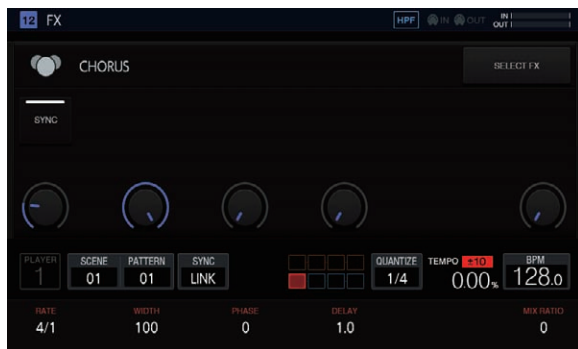 12 FX
HPF IN OUT IN OUT
CHORUS
SELECT FX
SYNC
PLAYER SCENE PATTERN SYNC QUANTIZE TEMPO ±10 BPM
1 01 01 LINK 1/4 0.00% 128.0
RATE WIDTH PHASE DELAY MIX RATIO
4/1 100 0 1.0 0